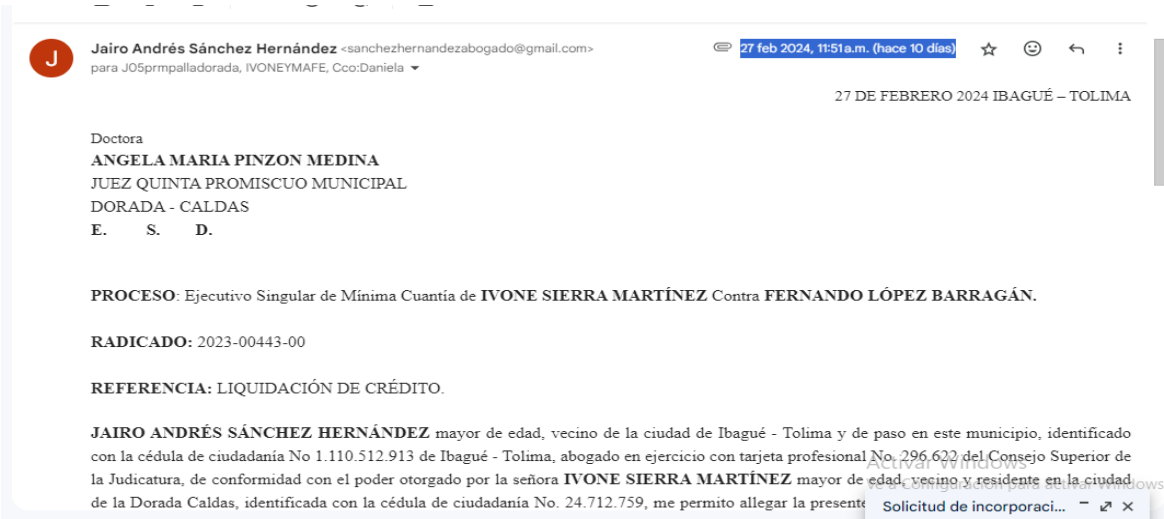 J
Jairo Andrés Sánchez Hernández <sanchezhernandezabogado@gmail.com>
27 feb 2024, 11:51 a.m. (hace 10 días)
para J05prmpalladorada, IVONEYMAFE, Cco:Daniela
27 DE FEBRERO 2024 IBAGUÉ – TOLIMA
Doctora
ANGELA MARIA PINZON MEDINA
JUEZ QUINTA PROMISCUO MUNICIPAL
DORADA - CALDAS
E. S. D.
PROCESO: Ejecutivo Singular de Mínima Cuantía de IVONE SIERRA MARTÍNEZ Contra FERNANDO LÓPEZ BARRAGÁN.
RADICADO: 2023-00443-00
REFERENCIA: LIQUIDACIÓN DE CRÉDITO.
JAIRO ANDRÉS SÁNCHEZ HERNÁNDEZ mayor de edad, vecino de la ciudad de Ibagué - Tolima y de paso en este municipio, identificado
con la cédula de ciudadanía No 1.110.512.913 de Ibagué - Tolima, abogado en ejercicio con tarjeta profesional No. 296.622 del Consejo Superior de
la Judicatura, de conformidad con el poder otorgado por la señora IVONE SIERRA MARTÍNEZ mayor de edad, vecino y residente en la ciudad
de la Dorada Caldas, identificada con la cédula de ciudadanía No. 24.712.759, me permito allegar la presente
Activar Windows
Ve a Configuración para activar Windows
Solicitud de incorporaci...